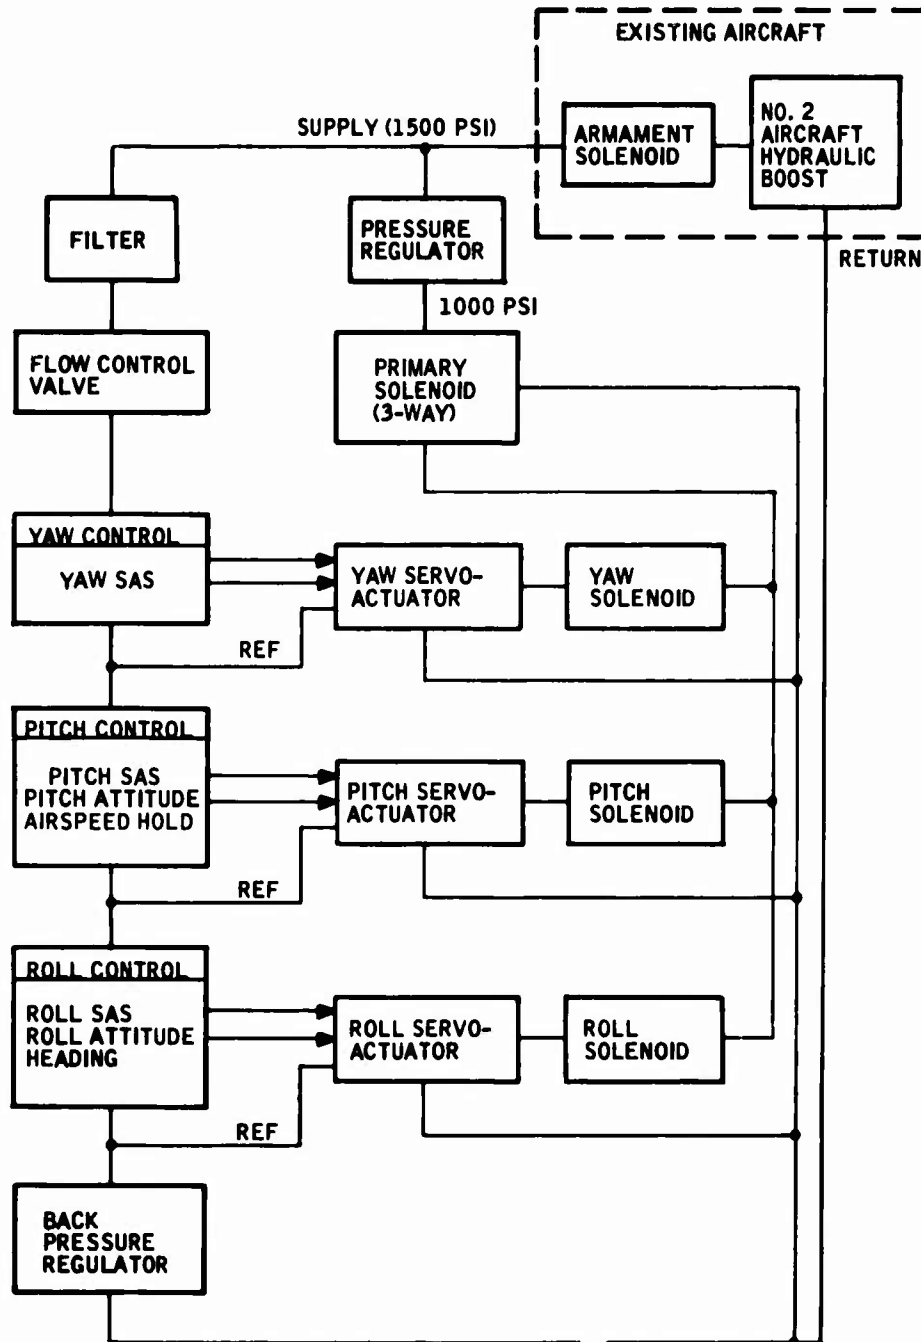 EXISTING AIRCRAFT
SUPPLY (1500 PSI)
ARMAMENT
SOLENOID
NO. 2
AIRCRAFT
HYDRAULIC
BOOST
FILTER
PRESSURE
REGULATOR
RETURN
1000 PSI
FLOW CONTROL
VALVE
PRIMARY
SOLENOID
(3-WAY)
YAW CONTROL
YAW SAS
YAW SERVO-
ACTUATOR
YAW
SOLENOID
REF
PITCH CONTROL
PITCH SAS
PITCH ATTITUDE
AIRSPEED HOLD
PITCH SERVO-
ACTUATOR
PITCH
SOLENOID
REF
ROLL CONTROL
ROLL SAS
ROLL ATTITUDE
HEADING
ROLL SERVO-
ACTUATOR
ROLL
SOLENOID
REF
BACK
PRESSURE
REGULATOR